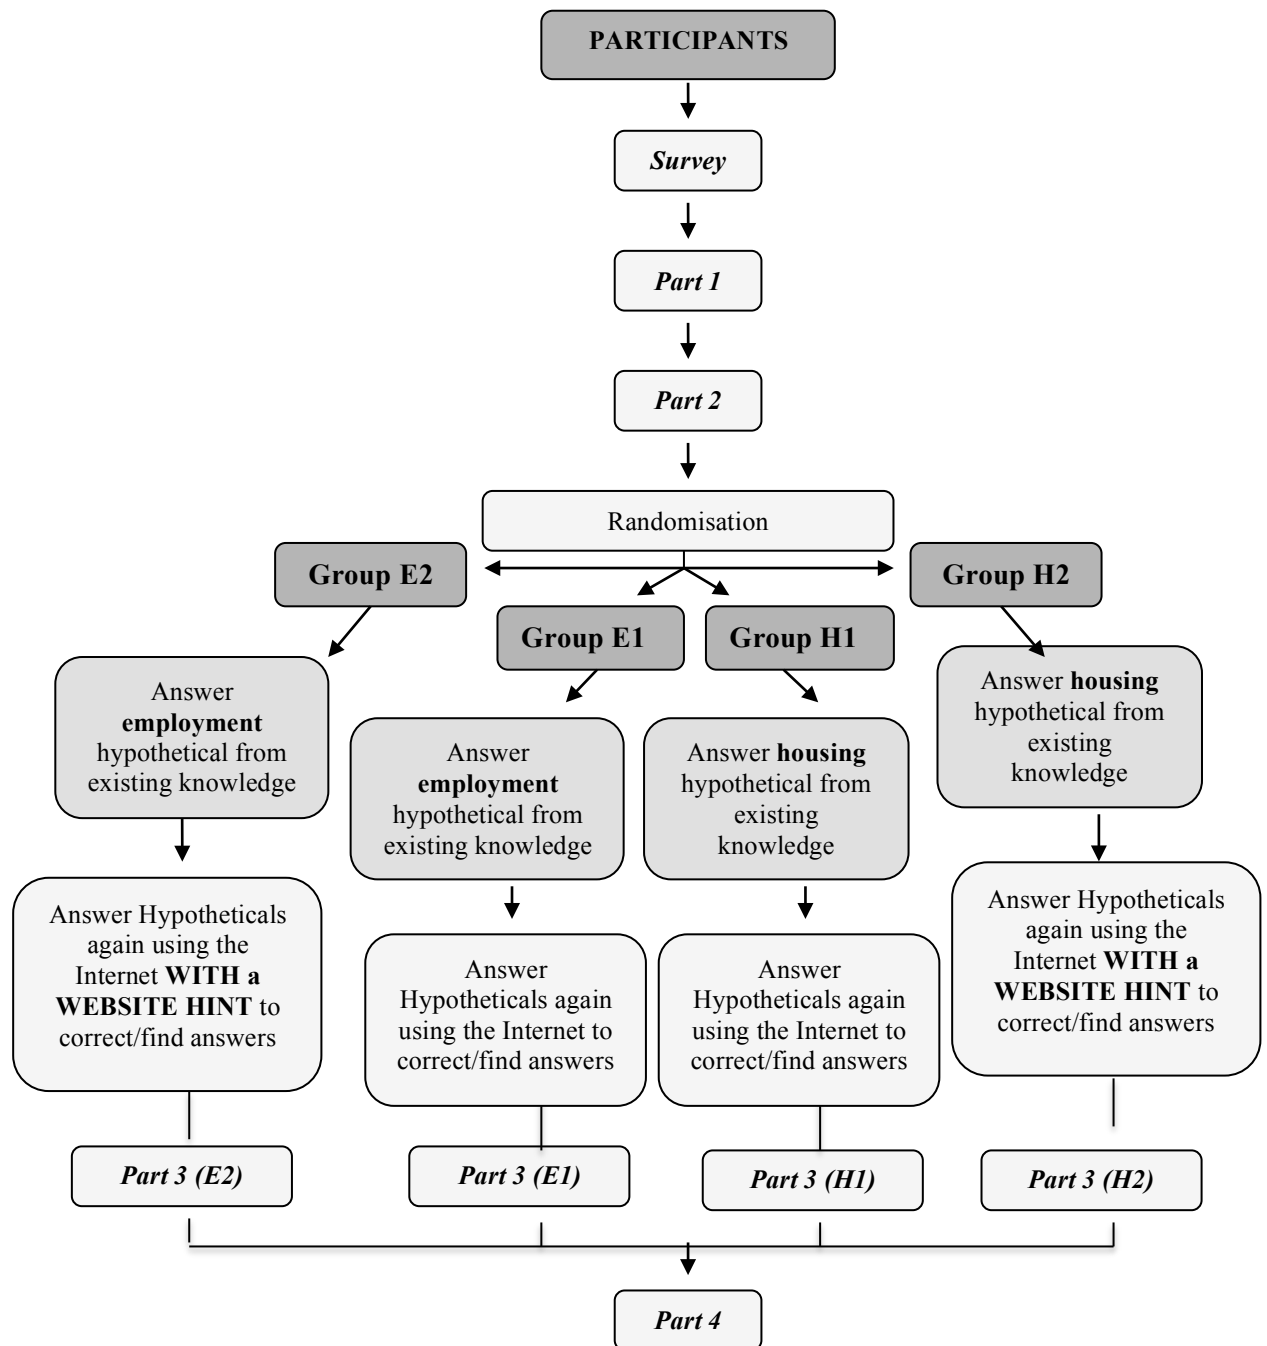 PARTICIPANTS
Survey
Part 1
Part 2
Randomisation
Group E2
Group H2
Group E1
Group H1
Answer
employment
hypothetical from
existing knowledge
Answer
employment
hypothetical from
existing knowledge
Answer housing
hypothetical from
existing
knowledge
Answer housing
hypothetical from
existing
knowledge
Answer Hypotheticals
again using the
Internet WITH a
WEBSITE HINT to
correct/find answers
Answer
Hypotheticals again
using the Internet to
correct/find answers
Answer
Hypotheticals again
using the Internet to
correct/find answers
Answer Hypotheticals
again using the
Internet WITH a
WEBSITE HINT to
correct/find answers
Part 3 (E2)
Part 3 (E1)
Part 3 (H1)
Part 3 (H2)
Part 4